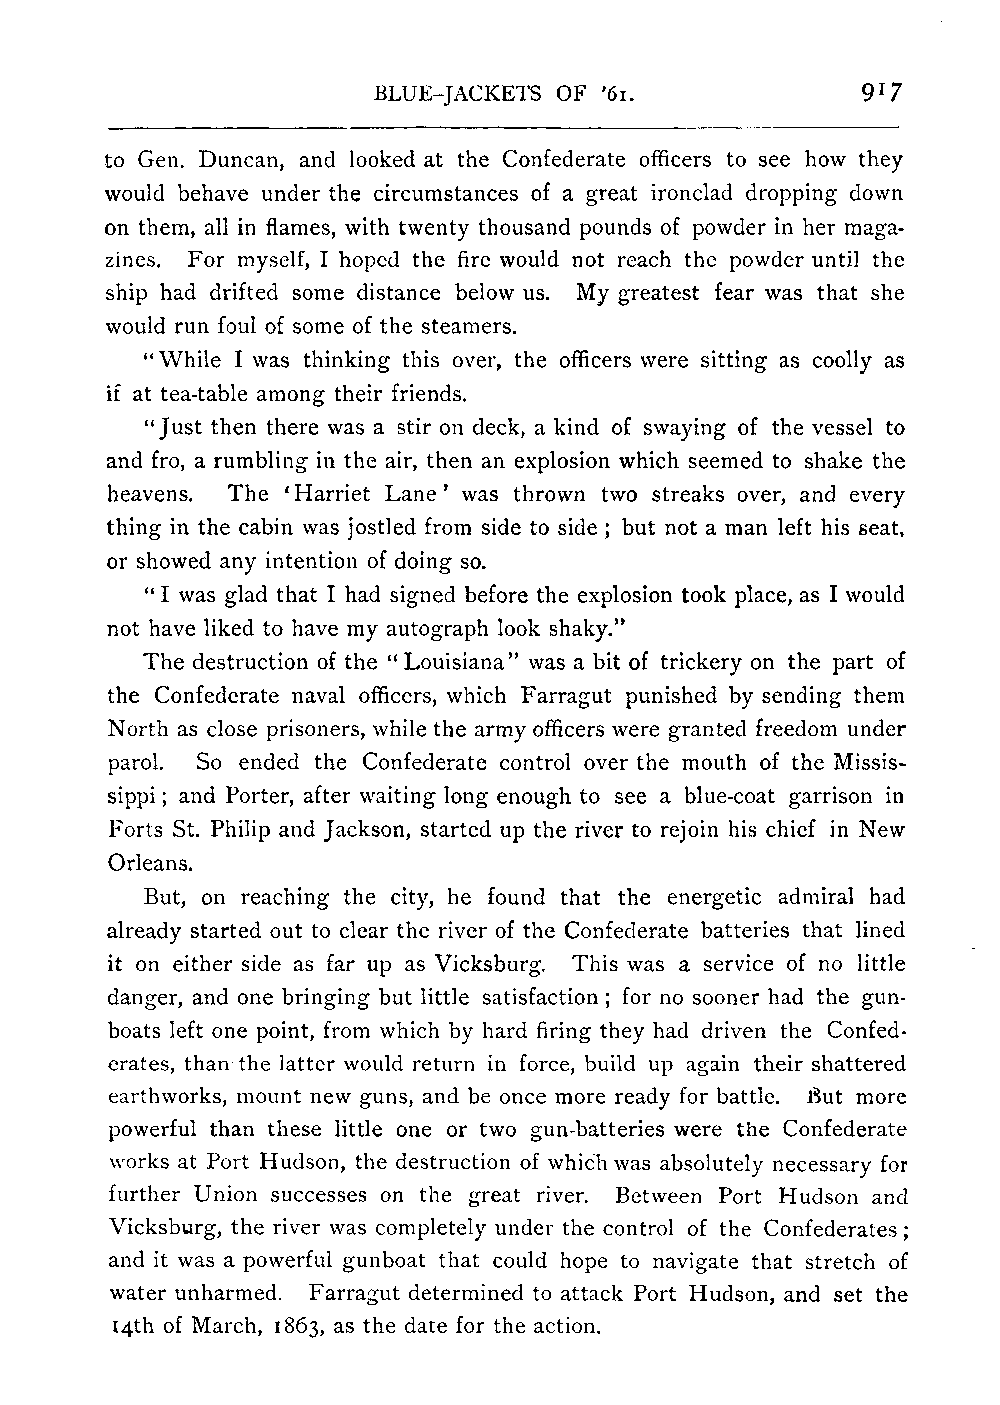 BLUE-JACKETS OF '61. 917
to Gen. Duncan, and looked at the Confederate officers to see how they
would behave under the circumstances of a great ironclad dropping down
on them, all in flames, with twenty thousand pounds of powder in her maga-
zines. For myself, I hoped the fire would not reach the powder until the
ship had drifted some distance below us. My greatest fear was that she
would run foul of some of the steamers.
"While I was thinking this over, the officers were sitting as coolly as
if at tea-table among their friends.
"Just then there was a stir on deck, a kind of swaying of the vessel to
and fro, a rumbling in the air, then an explosion which seemed to shake the
heavens. The 'Harriet Lane' was thrown two streaks over, and every
thing in the cabin was jostled from side to side; but not a man left his seat,
or showed any intention of doing so.
"I was glad that I had signed before the explosion took place, as I would
not have liked to have my autograph look shaky."
The destruction of the "Louisiana" was a bit of trickery on the part of
the Confederate naval officers, which Farragut punished by sending them
North as close prisoners, while the army officers were granted freedom under
parol. So ended the Confederate control over the mouth of the Missis-
sippi; and Porter, after waiting long enough to see a blue-coat garrison in
Forts St. Philip and Jackson, started up the river to rejoin his chief in New
Orleans.
But, on reaching the city, he found that the energetic admiral had
already started out to clear the river of the Confederate batteries that lined
it on either side as far up as Vicksburg. This was a service of no little
danger, and one bringing but little satisfaction; for no sooner had the gun-
boats left one point, from which by hard firing they had driven the Confed-
erates, than the latter would return in force, build up again their shattered
earthworks, mount new guns, and be once more ready for battle. But more
powerful than these little one or two gun-batteries were the Confederate
works at Port Hudson, the destruction of which was absolutely necessary for
further Union successes on the great river. Between Port Hudson and
Vicksburg, the river was completely under the control of the Confederates;
and it was a powerful gunboat that could hope to navigate that stretch of
water unharmed. Farragut determined to attack Port Hudson, and set the
14th of March, 1863, as the date for the action.